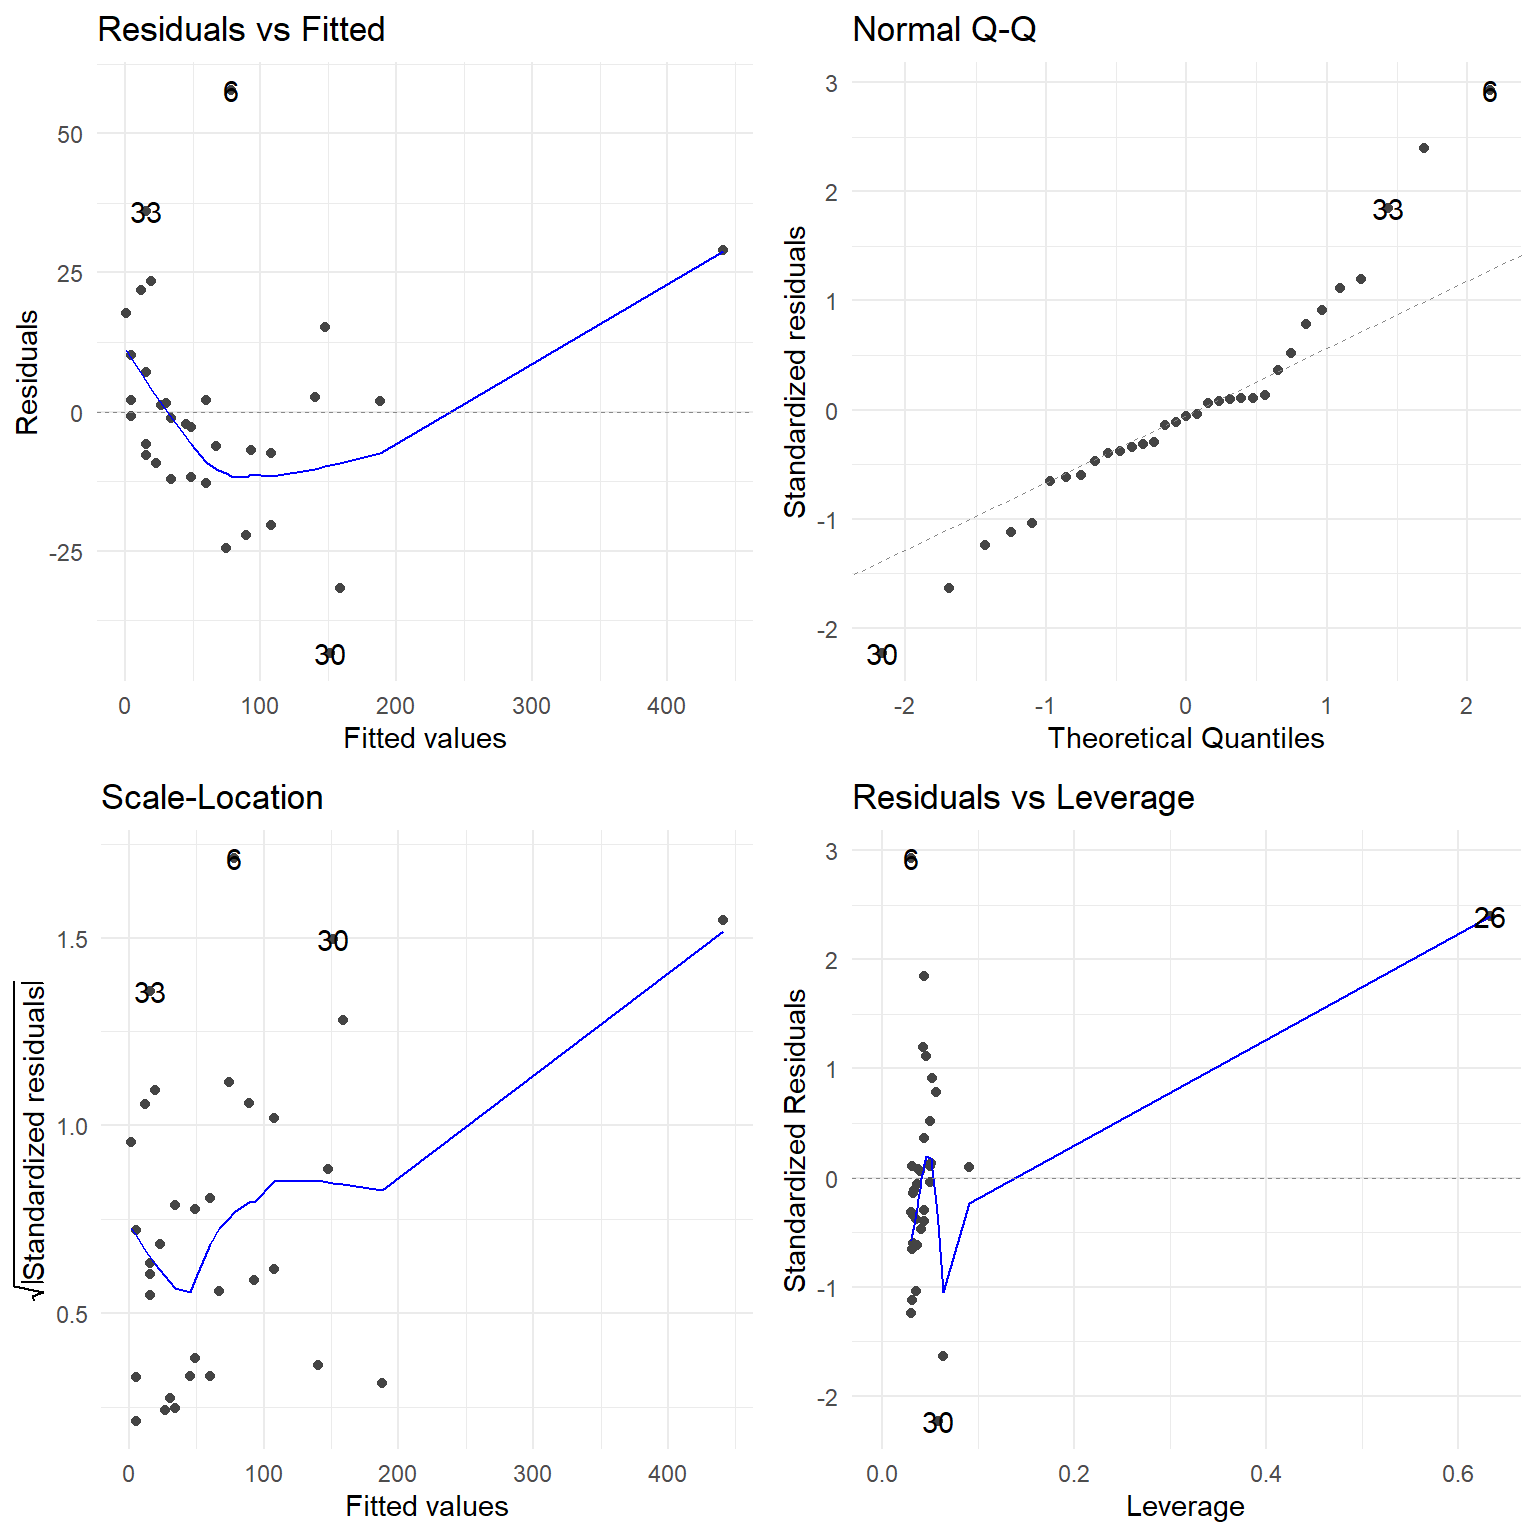 Residuals vs Fitted
Residuals
50
25
0
-25
6
33
30
0 100 200 300 400
Fitted values
Normal Q-Q
Standardized residuals
3
2
1
0
-1
-2
6
33
30
-2 -1 0 1 2
Theoretical Quantiles
Scale-Location
√|Standardized residuals|
1.5
1.0
0.5
6
30
33
0 100 200 300 400
Fitted values
Residuals vs Leverage
Standardized Residuals
3
2
1
0
-1
-2
6
26
30
0.0 0.2 0.4 0.6
Leverage